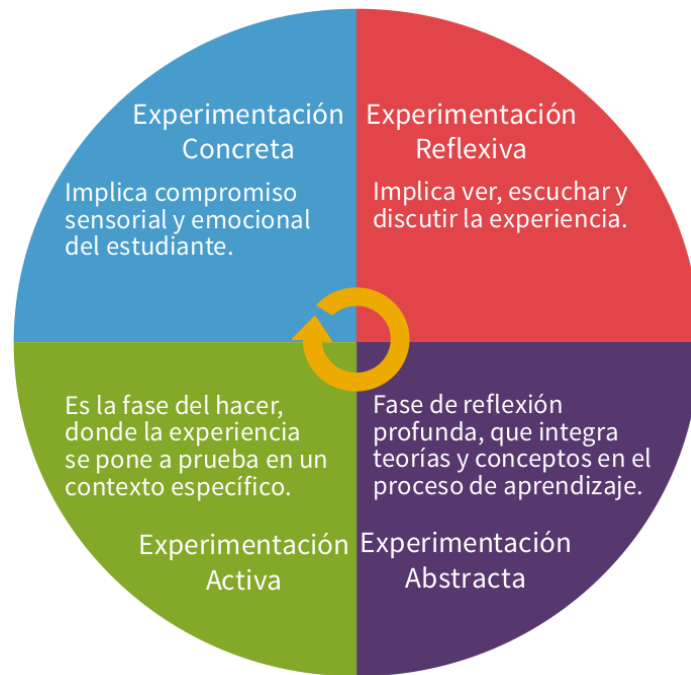 Experimentación
Concreta
Implica compromiso
sensorial y emocional
del estudiante.
Experimentación
Reflexiva
Implica ver, escuchar y
discutir la experiencia.
Es la fase del hacer,
donde la experiencia
se pone a prueba en un
contexto específico.
Experimentación
Activa
Fase de reflexión
profunda, que integra
teorías y conceptos en el
proceso de aprendizaje.
Experimentación
Abstracta